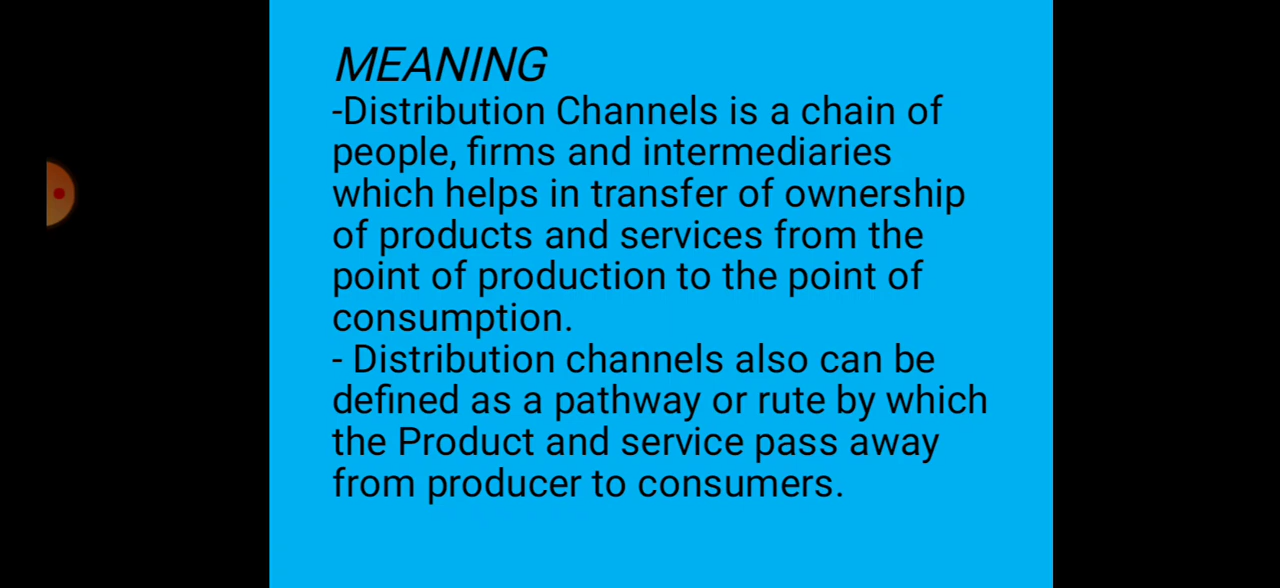 MEANING
-Distribution Channels is a chain of
people, firms and intermediaries
which helps in transfer of ownership
of products and services from the
point of production to the point of
consumption.
- Distribution channels also can be
defined as a pathway or rute by which
the Product and service pass away
from producer to consumers.